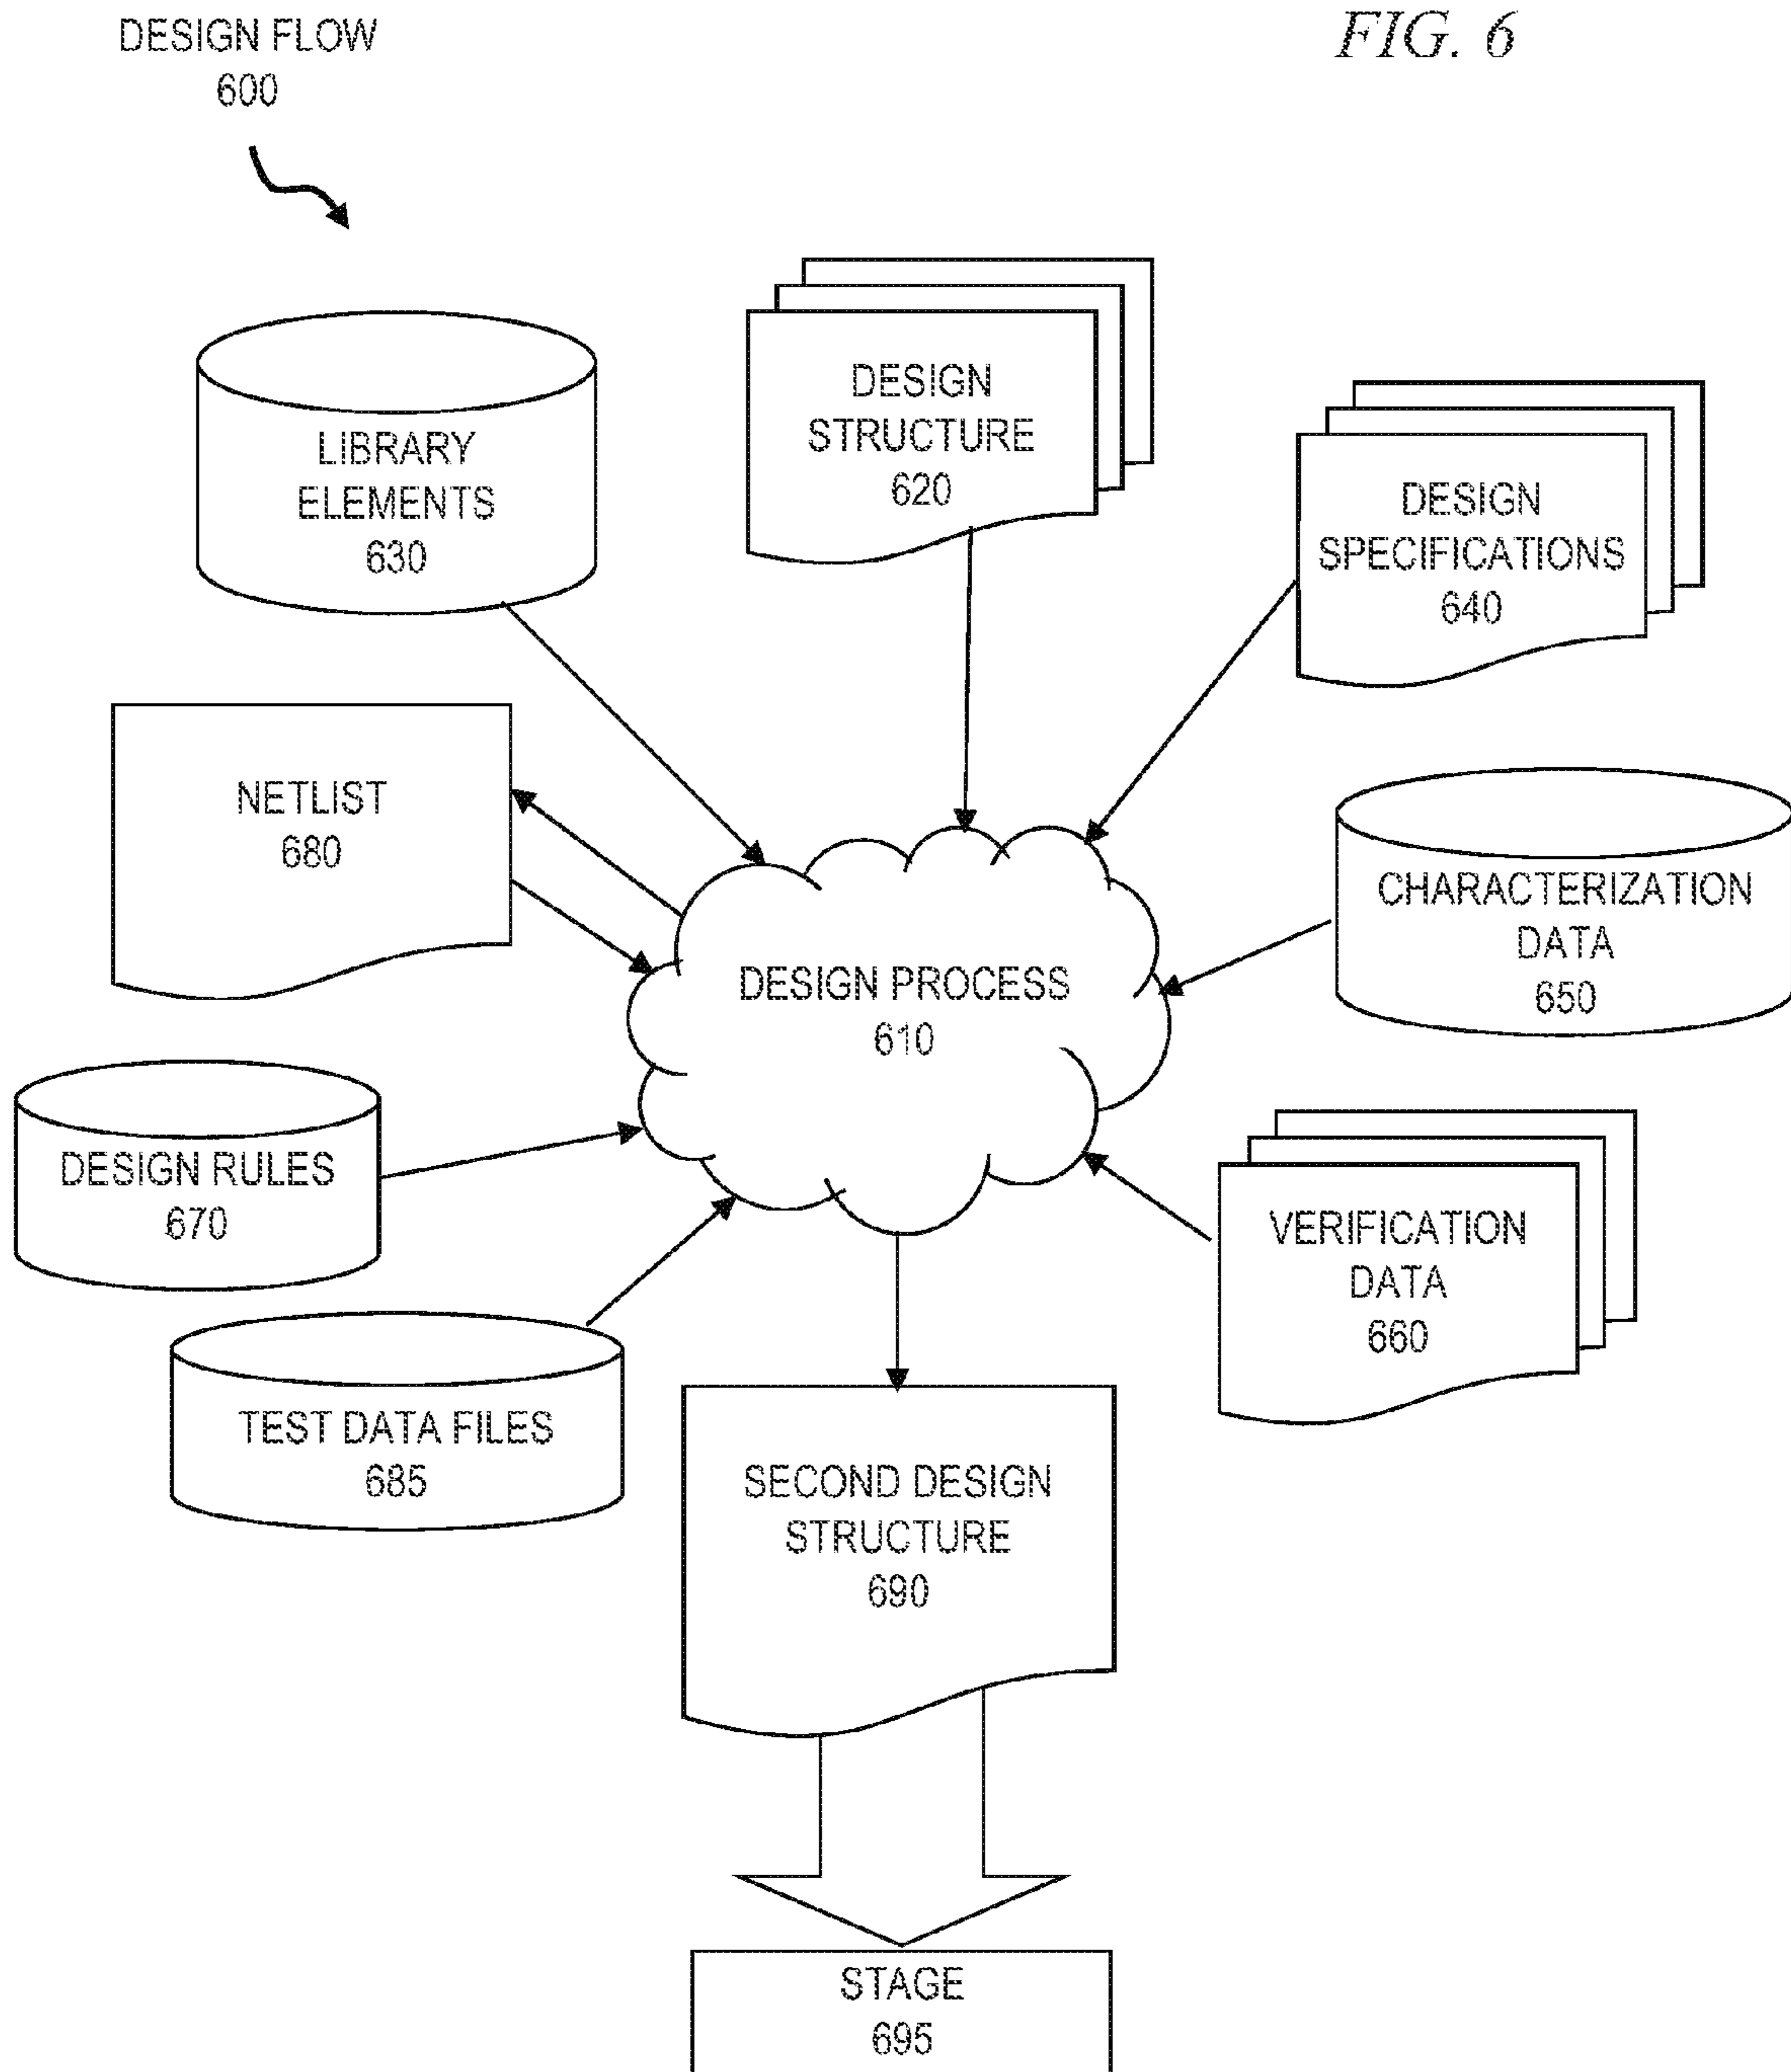 FIG. 6
DESIGN FLOW
600
DESIGN
STRUCTURE
620
LIBRARY
ELEMENTS
630
DESIGN
SPECIFICATIONS
640
NETLIST
680
CHARACTERIZATION
DATA
650
DESIGN PROCESS
610
DESIGN RULES
670
VERIFICATION
DATA
660
TEST DATA FILES
685
SECOND DESIGN
STRUCTURE
690
STAGE
695